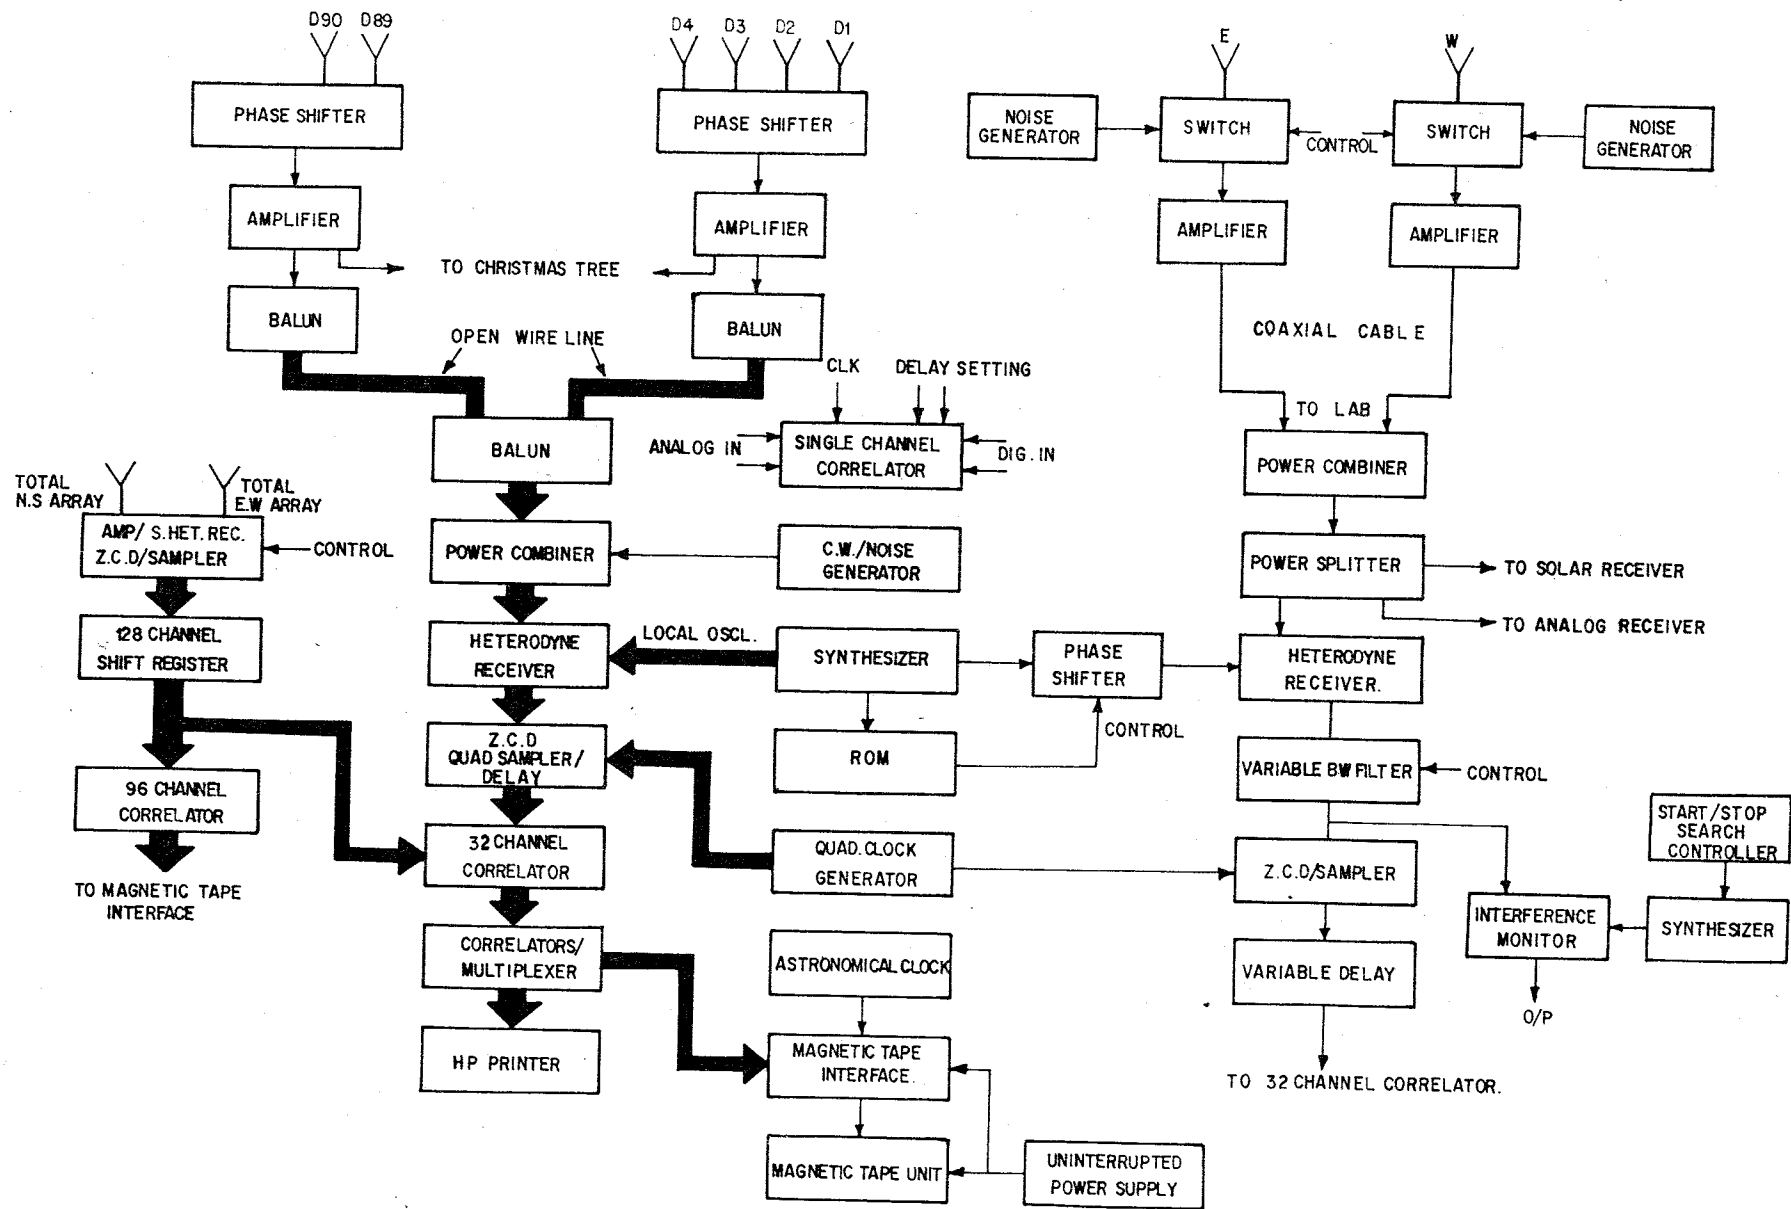 D90 D89
D4 D3 D2 D1
E
W
PHASE SHIFTER
PHASE SHIFTER
NOISE
GENERATOR
SWITCH
CONTROL
SWITCH
NOISE
GENERATOR
AMPLIFIER
AMPLIFIER
AMPLIFIER
AMPLIFIER
TO CHRISTMAS TREE
BALUN
BALUN
OPEN WIRE LINE
COAXIAL CABLE
CLK
DELAY SETTING
TO LAB
BALUN
ANALOG IN
SINGLE CHANNEL
CORRELATOR
DIG. IN
POWER COMBINER
TOTAL
N.S ARRAY
TOTAL
E.W ARRAY
AMP/ S.HET. REC.
Z.C.D/SAMPLER
CONTROL
POWER COMBINER
C.W./NOISE
GENERATOR
POWER SPLITTER
TO SOLAR RECEIVER
TO ANALOG RECEIVER
128 CHANNEL
SHIFT REGISTER
HETERODYNE
RECEIVER
LOCAL OSCL.
SYNTHESIZER
PHASE
SHIFTER
HETERODYNE
RECEIVER.
CONTROL
Z.C.D
QUAD SAMPLER/
DELAY
ROM
VARIABLE BW FILTER
CONTROL
96 CHANNEL
CORRELATOR
START/STOP
SEARCH
CONTROLLER
32 CHANNEL
CORRELATOR
QUAD. CLOCK
GENERATOR
Z.C.D/SAMPLER
TO MAGNETIC TAPE
INTERFACE
INTERFERENCE
MONITOR
SYNTHESIZER
CORRELATORS/
MULTIPLEXER
ASTRONOMICAL CLOCK
VARIABLE DELAY
O/P
HP PRINTER
MAGNETIC TAPE
INTERFACE.
TO 32 CHANNEL CORRELATOR.
MAGNETIC TAPE UNIT
UNINTERRUPTED
POWER SUPPLY